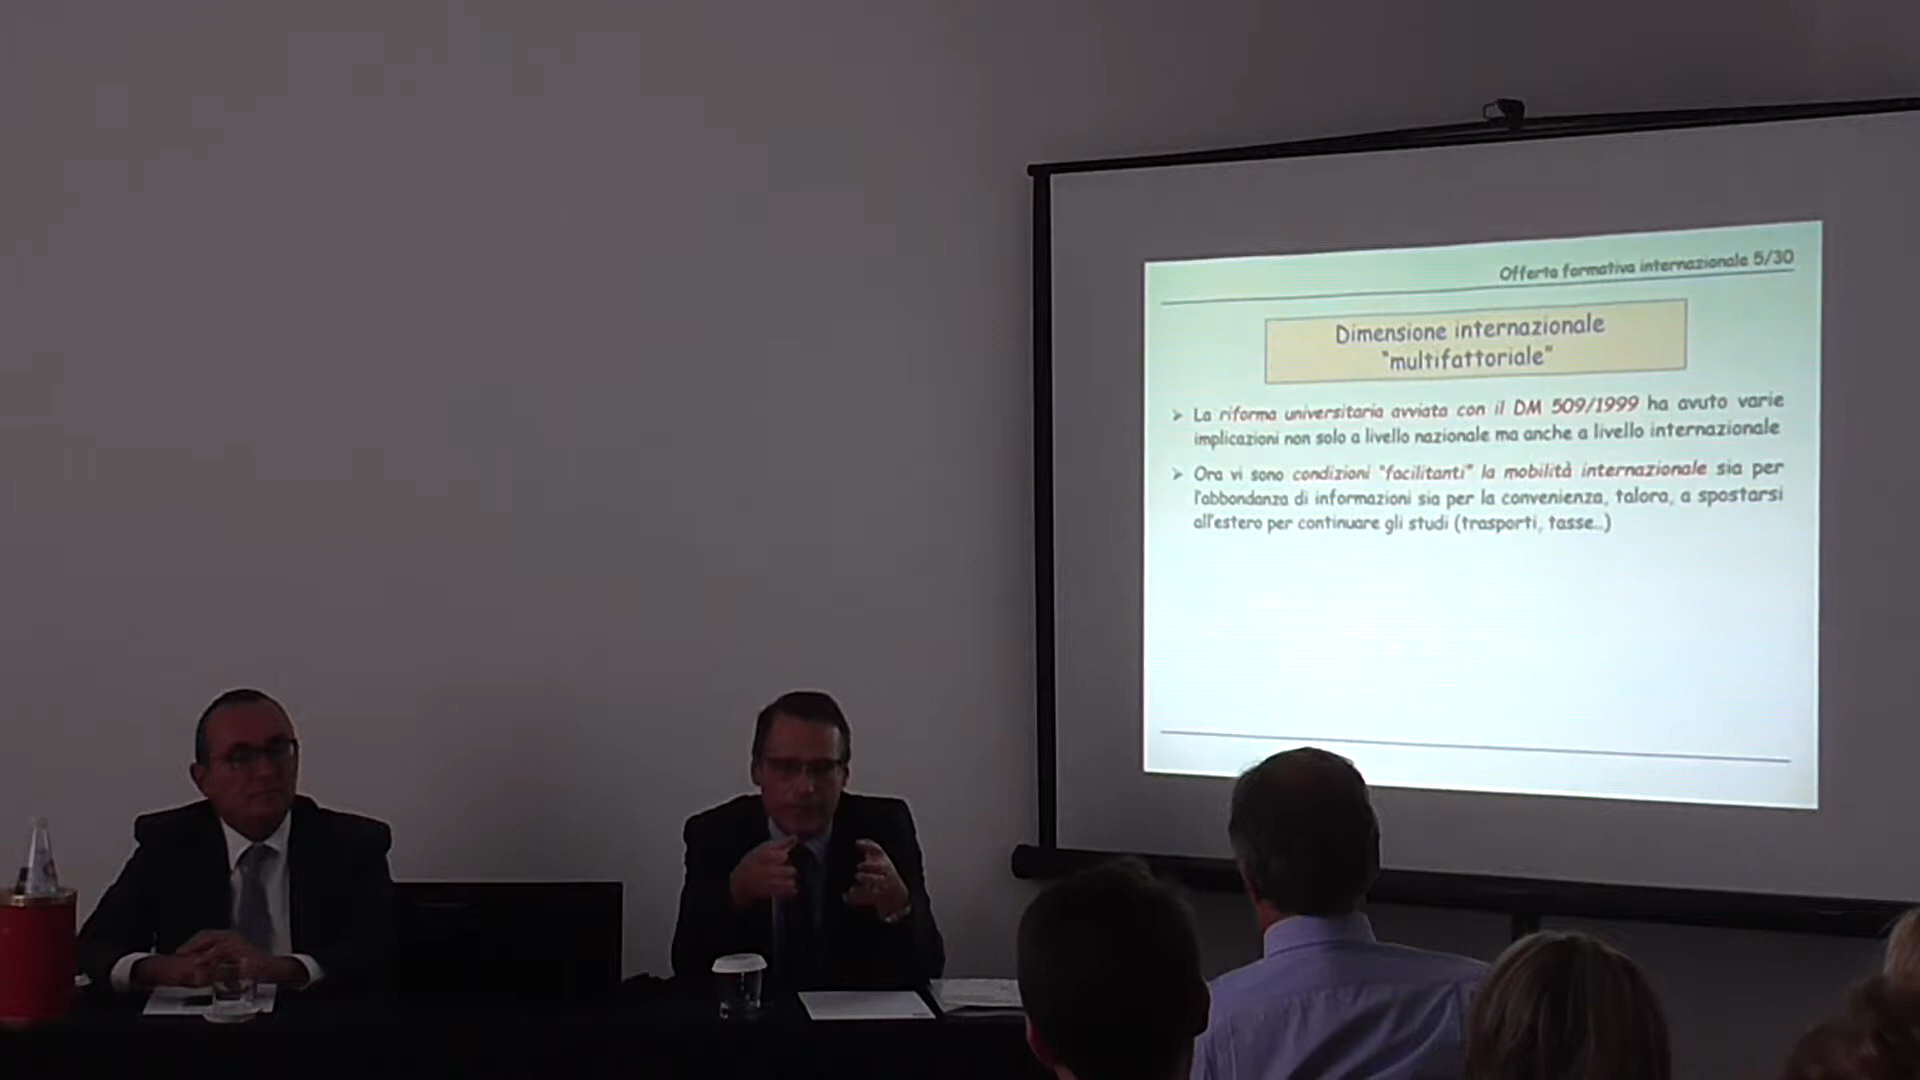 Offerta formativa internazionale 5/30
Dimensione internazionale
"multifattoriale"
➢ La riforma universitaria avviata con il DM 509/1999 ha avuto varie
implicazioni non solo a livello nazionale ma anche a livello internazionale
➢ Ora vi sono condizioni "facilitanti" la mobilità internazionale sia per
l'abbondanza di informazioni sia per la convenienza, talora, a spostarsi
all'estero per continuare gli studi (trasporti, tasse…)